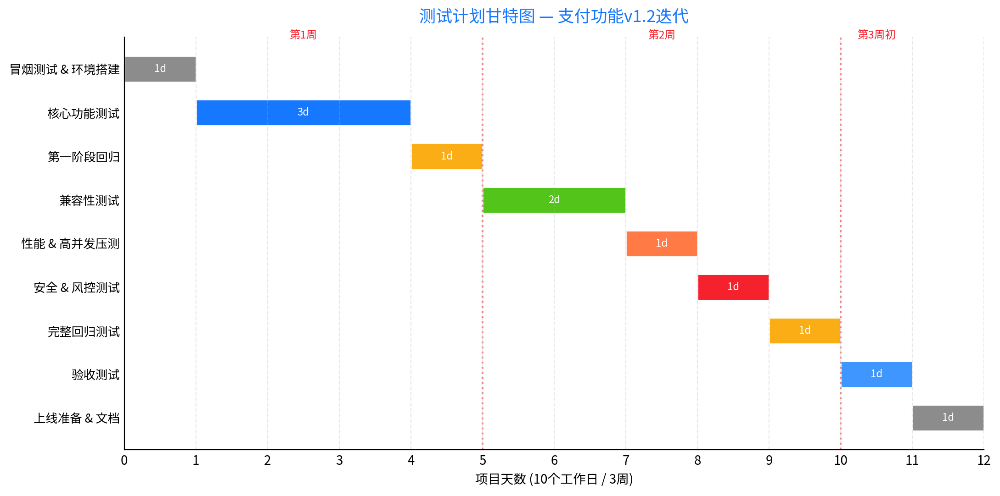 测试计划甘特图 — 支付功能v1.2迭代
第1周
第2周
第3周初
冒烟测试 & 环境搭建
1d
核心功能测试
3d
第一阶段回归
1d
兼容性测试
2d
性能 & 高并发压测
1d
安全 & 风控测试
1d
完整回归测试
1d
验收测试
1d
上线准备 & 文档
1d
0 1 2 3 4 5 6 7 8 9 10 11 12
项目天数 (10个工作日 / 3周)